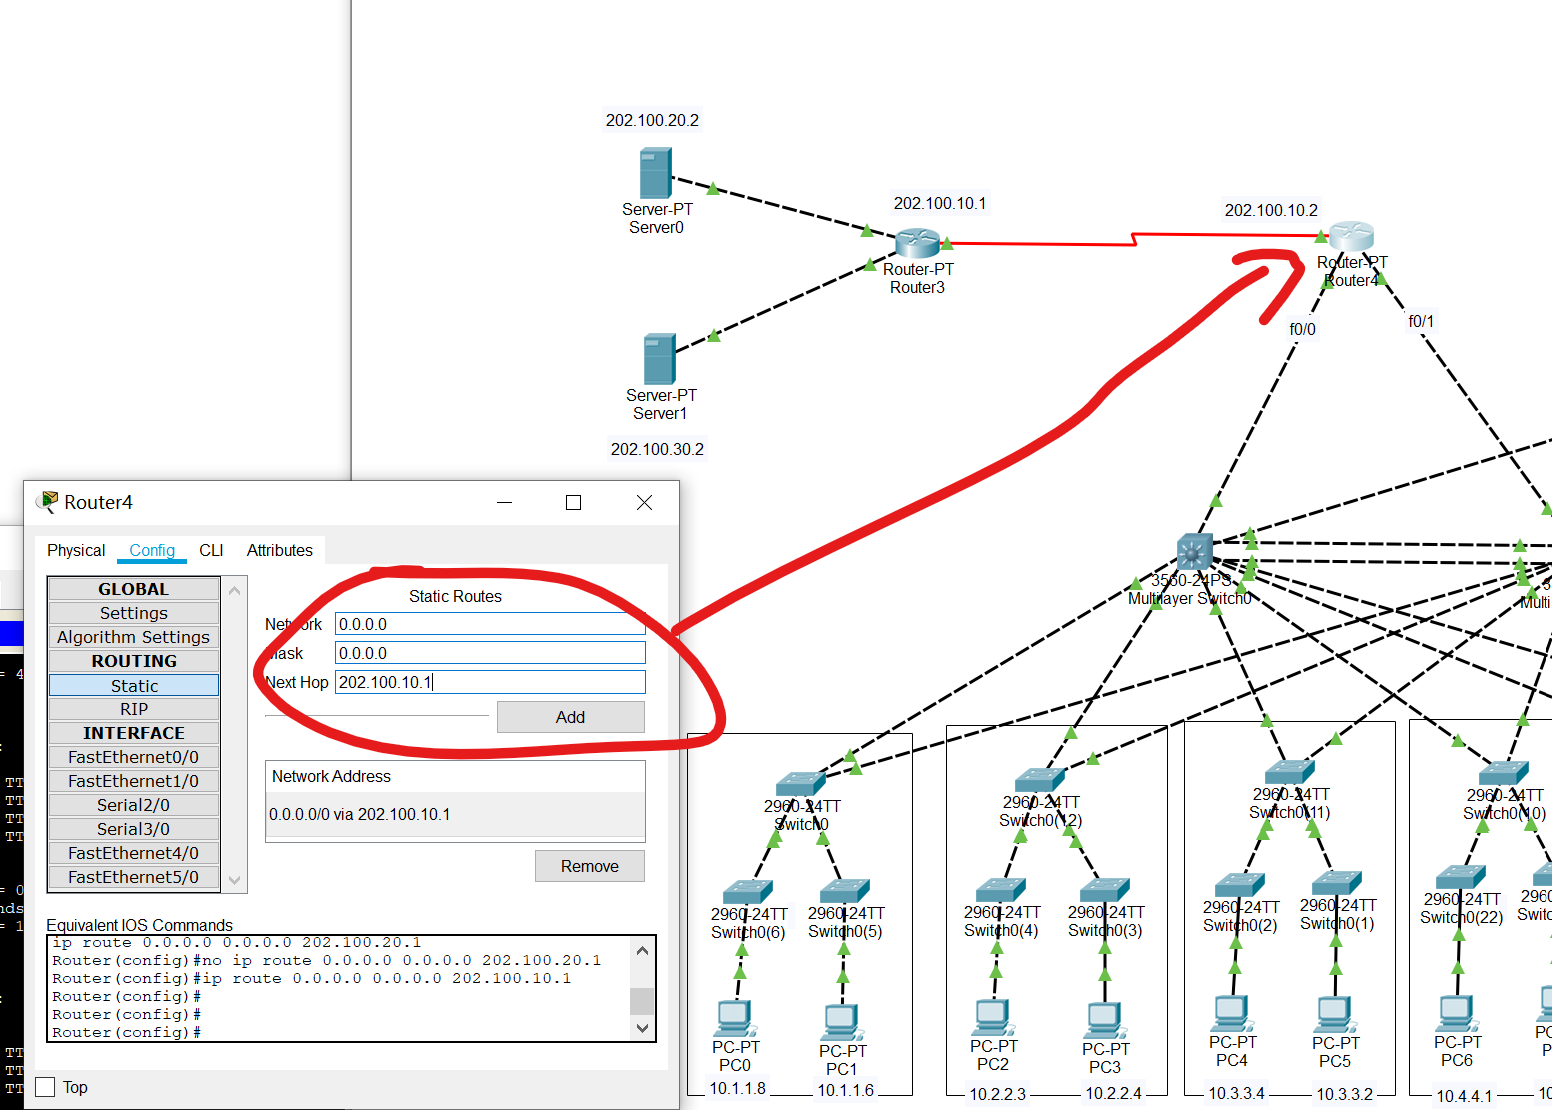 202.100.20.2
Server-PT
Server0
202.100.10.1
Router-PT
Router3
202.100.10.2
Router-PT
Router4
f0/0
f0/1
Server-PT
Server1
202.100.30.2
3560-24PS
Multilayer Switch0
Router4
Physical
Config
CLI
Attributes
GLOBAL
Settings
Algorithm Settings
ROUTING
Static
RIP
INTERFACE
FastEthernet0/0
FastEthernet1/0
Serial2/0
Serial3/0
FastEthernet4/0
FastEthernet5/0
Static Routes
Network 0.0.0.0
Mask 0.0.0.0
Next Hop 202.100.10.1
Add
Network Address
0.0.0.0/0 via 202.100.10.1
Remove
Equivalent IOS Commands
ip route 0.0.0.0 0.0.0.0 202.100.20.1
Router(config)#no ip route 0.0.0.0 0.0.0.0 202.100.20.1
Router(config)#ip route 0.0.0.0 0.0.0.0 202.100.10.1
Router(config)#
Router(config)#
Router(config)#
Top
2960-24TT
Switch0
2960-24TT
Switch0(12)
2960-24TT
Switch0(11)
2960-24TT
Switch0(10)
2960-24TT
Switch0(6)
2960-24TT
Switch0(5)
2960-24TT
Switch0(4)
2960-24TT
Switch0(3)
2960-24TT
Switch0(2)
2960-24TT
Switch0(1)
2960-24TT
Switch0(22)
PC-PT
PC0
PC-PT
PC1
PC-PT
PC2
PC-PT
PC3
PC-PT
PC4
PC-PT
PC5
PC-PT
PC6
10.1.1.8
10.1.1.6
10.2.2.3
10.2.2.4
10.3.3.4
10.3.3.2
10.4.4.1